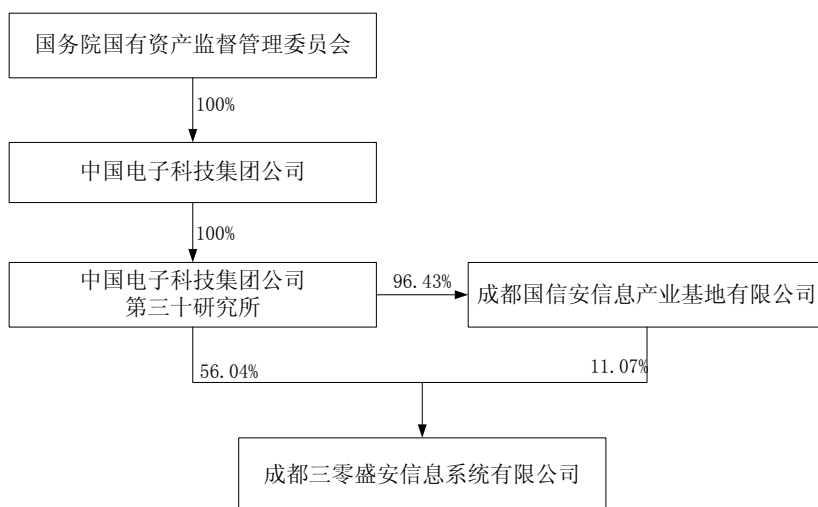 国务院国有资产监督管理委员会
100%
中国电子科技集团公司
100%
中国电子科技集团公司
第三十研究所
96.43%
成都国信安信息产业基地有限公司
56.04%
11.07%
成都三零盛安信息系统有限公司